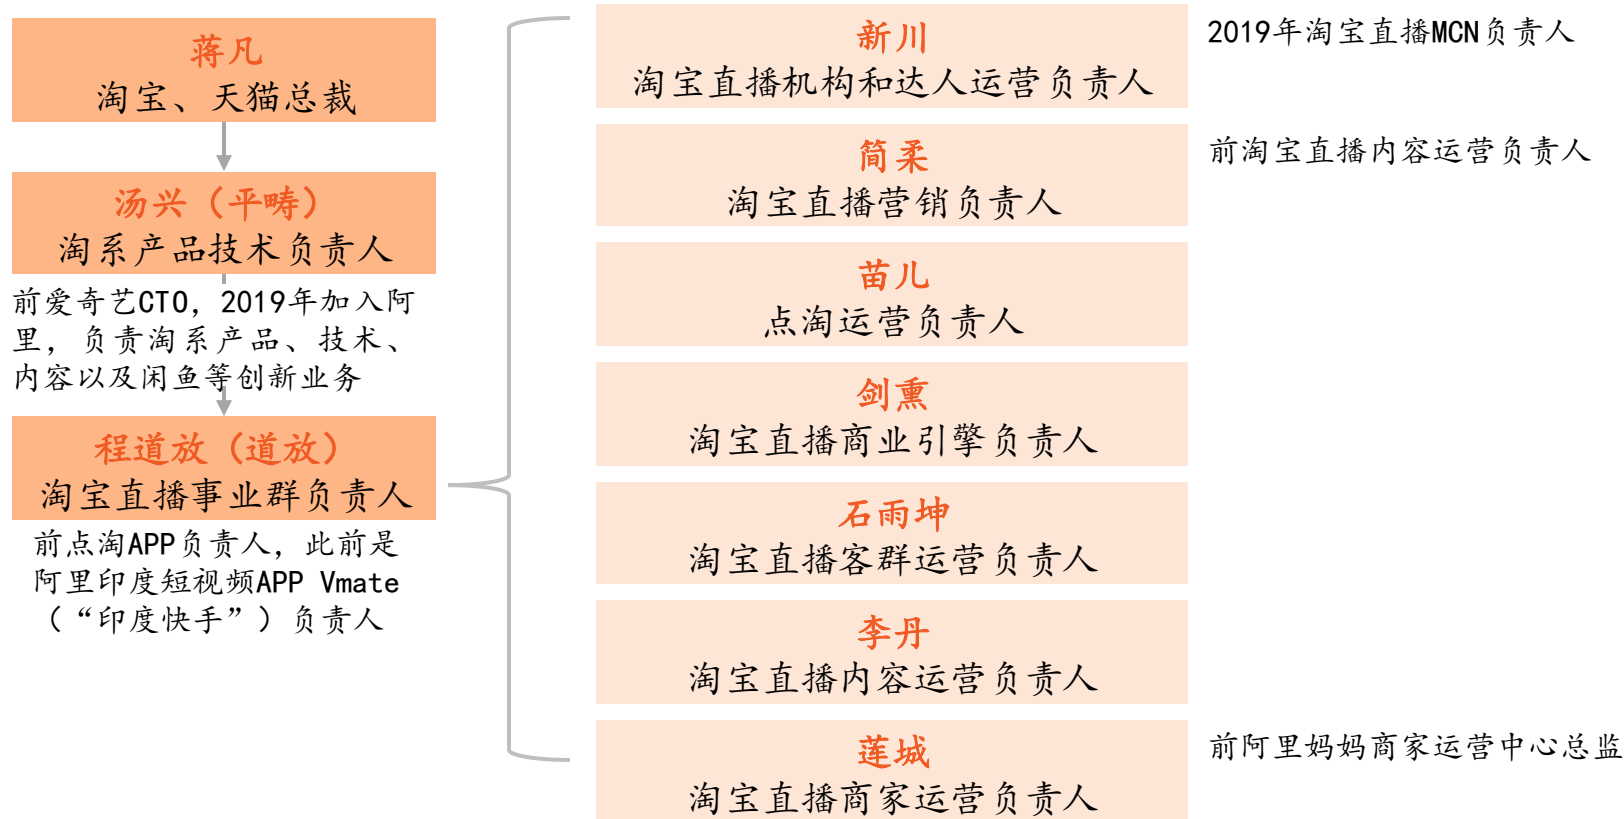 蒋凡
淘宝、天猫总裁
汤兴（平畴）
淘系产品技术负责人
前爱奇艺CTO，2019年加入阿
里，负责淘系产品、技术、
内容以及闲鱼等创新业务
程道放（道放）
淘宝直播事业群负责人
前点淘APP负责人，此前是
阿里印度短视频APP Vmate
（“印度快手”）负责人
新川
淘宝直播机构和达人运营负责人
2019年淘宝直播MCN负责人
简柔
淘宝直播营销负责人
前淘宝直播内容运营负责人
苗儿
点淘运营负责人
剑熏
淘宝直播商业引擎负责人
石雨坤
淘宝直播客群运营负责人
李丹
淘宝直播内容运营负责人
莲城
淘宝直播商家运营负责人
前阿里妈妈商家运营中心总监